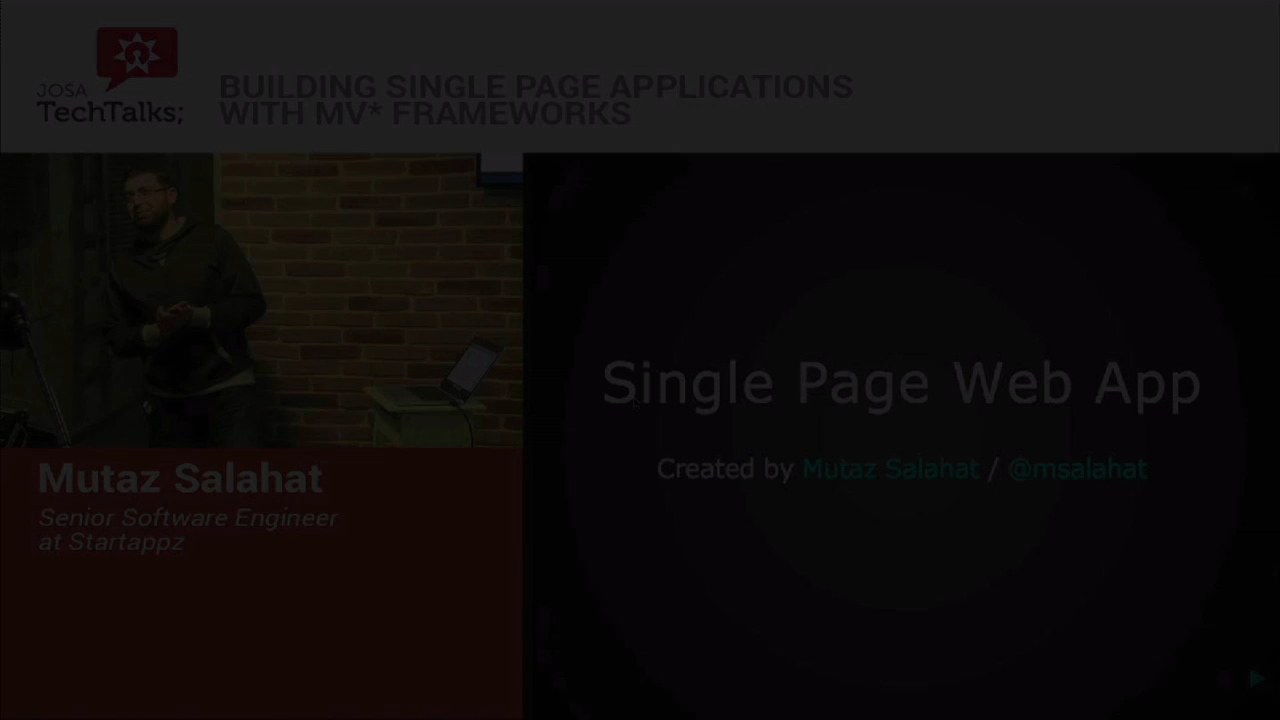 JOSA
TechTalks;
BUILDING SINGLE PAGE APPLICATIONS
WITH MV* FRAMEWORKS
Mutaz Salahat
Senior Software Engineer
at Startappz
Single Page Web App
Created by Mutaz Salahat / @msalahat